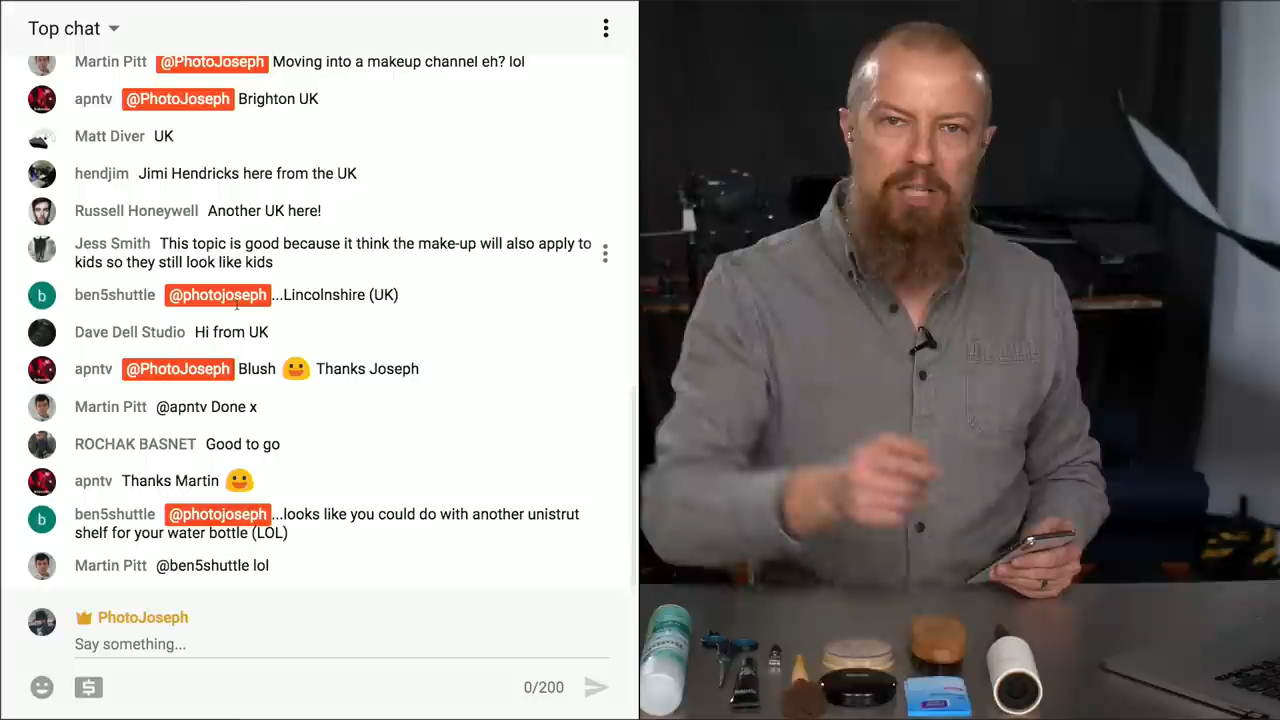 Top chat
Martin Pitt @PhotoJoseph Moving into a makeup channel eh? lol
apntv @PhotoJoseph Brighton UK
Matt Diver UK
hendjim Jimi Hendricks here from the UK
Russell Honeywell Another UK here!
Jess Smith This topic is good because it think the make-up will also apply to
kids so they still look like kids
b ben5shuttle @photojoseph...Lincolnshire (UK)
Dave Dell Studio Hi from UK
apntv @PhotoJoseph Blush Thanks Joseph
Martin Pitt @apntv Done x
ROCHAK BASNET Good to go
apntv Thanks Martin
b ben5shuttle @photojoseph...looks like you could do with another unistrut
shelf for your water bottle (LOL)
Martin Pitt @ben5shuttle lol
PhotoJoseph
Say something...
$ 0/200